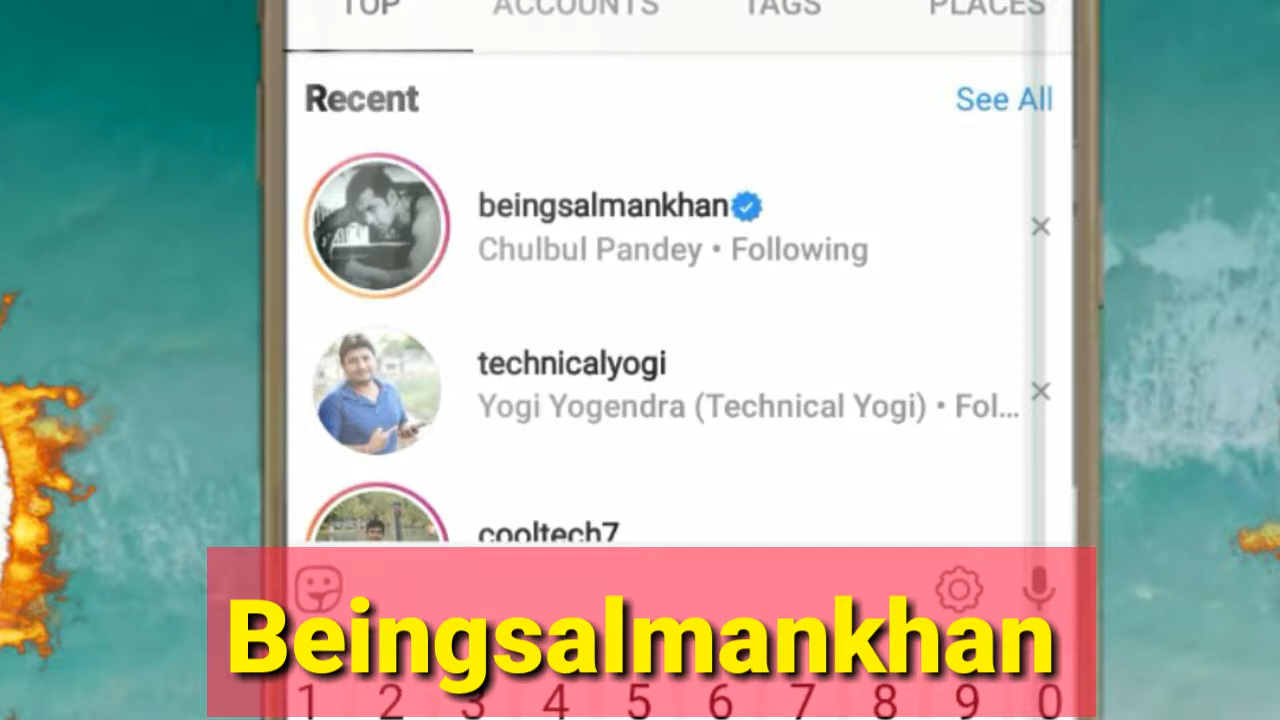 TOP ACCOUNTS TAGS PLACES
Recent See All
beingsalmankhan
Chulbul Pandey • Following
technicalyogi
Yogi Yogendra (Technical Yogi) • Fol...
cooltech7
Beingsalmankhan
1 2 3 4 5 6 7 8 9 0